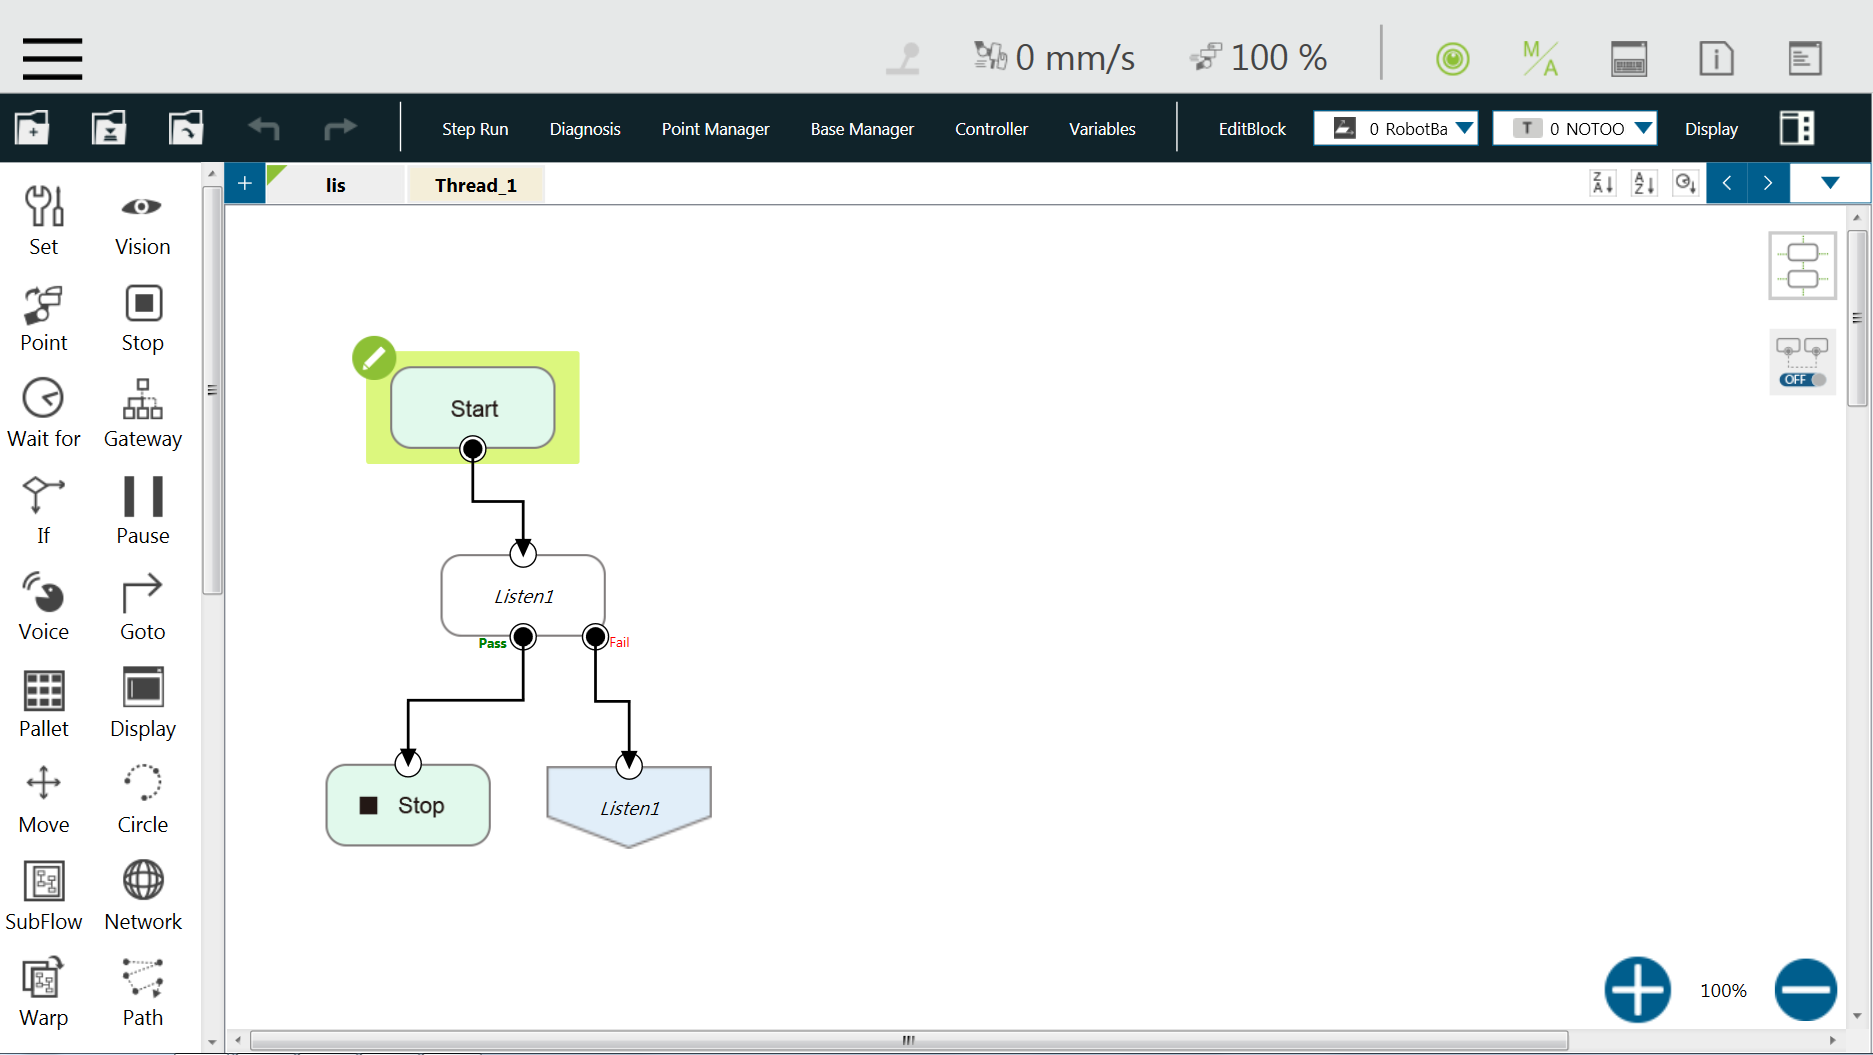 0 mm/s
100 %
M/A
i
Step Run
Diagnosis
Point Manager
Base Manager
Controller
Variables
EditBlock
0 RobotBa
T 0 NOTOO
Display
lis
Thread_1
Z A
A Z
Set
Vision
Point
Stop
Wait for
Gateway
If
Pause
Voice
Goto
Pallet
Display
Move
Circle
SubFlow
Network
Warp
Path
OFF
Start
Listen1
Pass
Fail
Stop
Listen1
100%